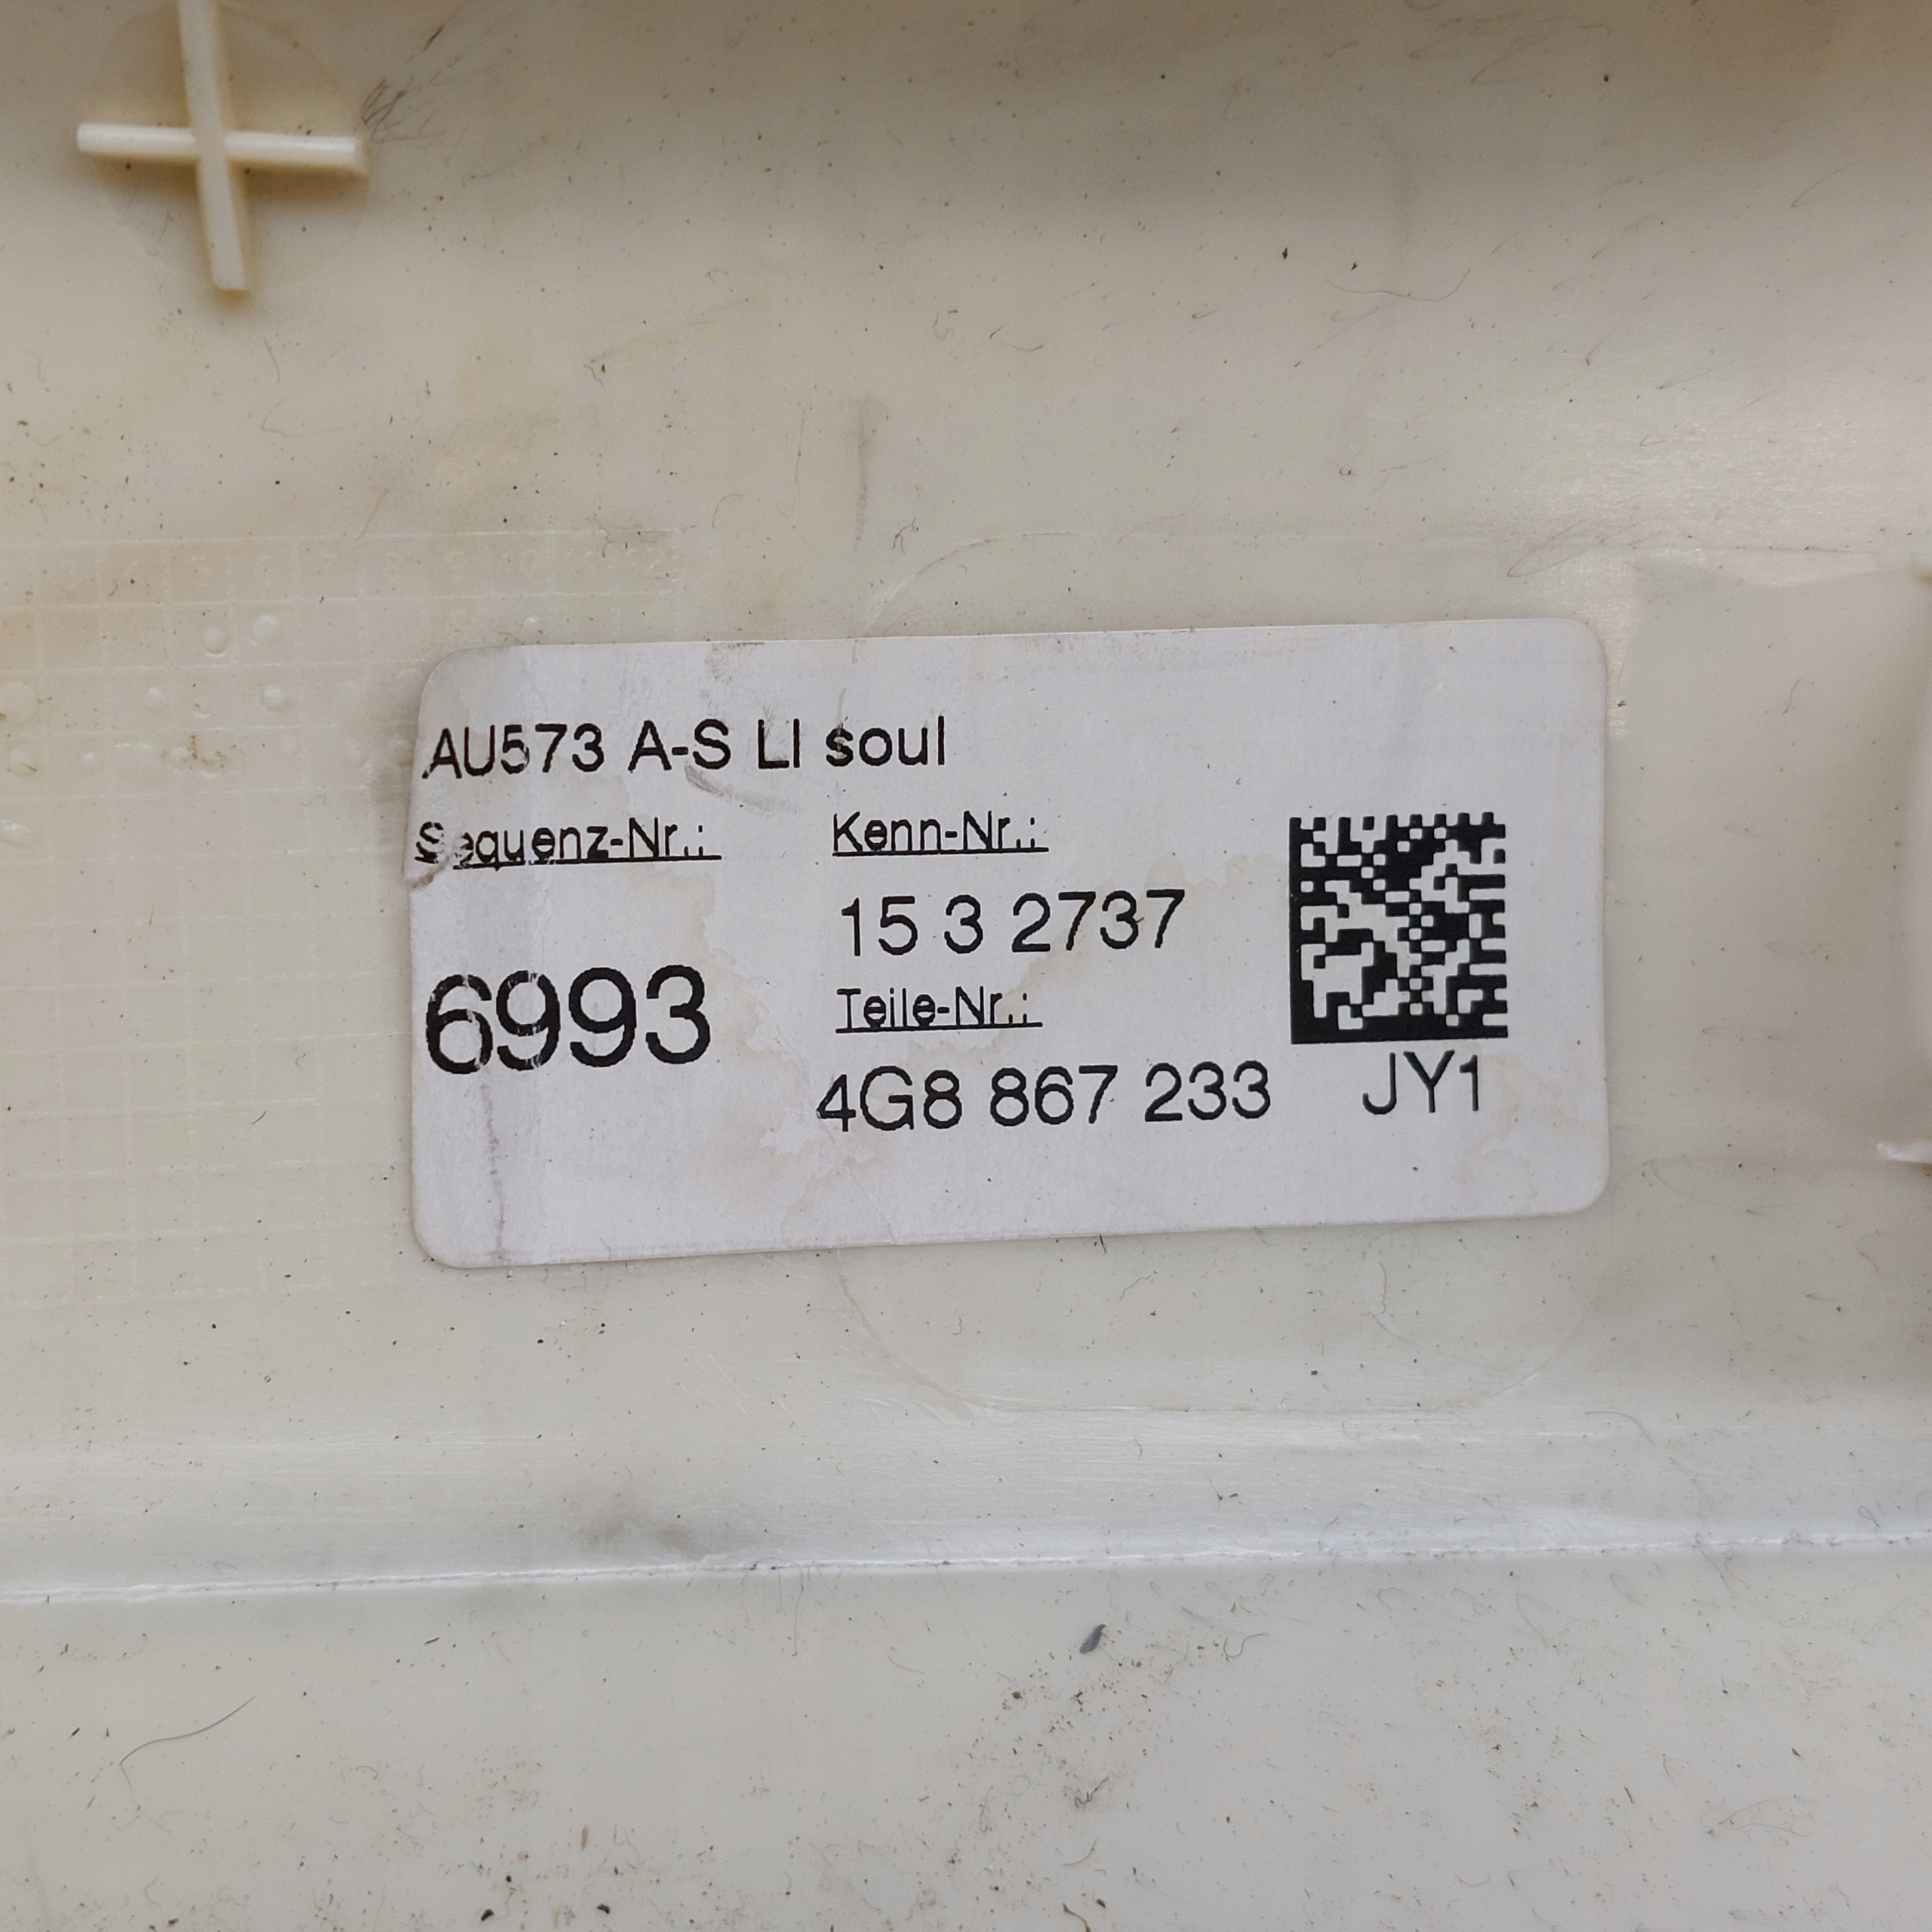 AU573 A-S LI soul
Sequenz-Nr.: Kenn-Nr.:
15 3 2737
6993
Teile-Nr.:
4G8 867 233 JY1